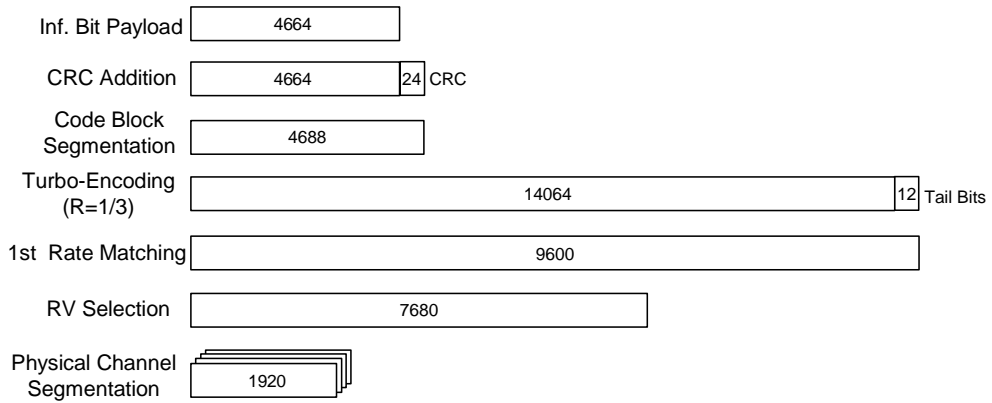 Inf. Bit Payload 4664
CRC Addition 4664 24 CRC
Code Block
Segmentation 4688
Turbo-Encoding
(R=1/3) 14064 12 Tail Bits
1st Rate Matching 9600
RV Selection 7680
Physical Channel
Segmentation 1920